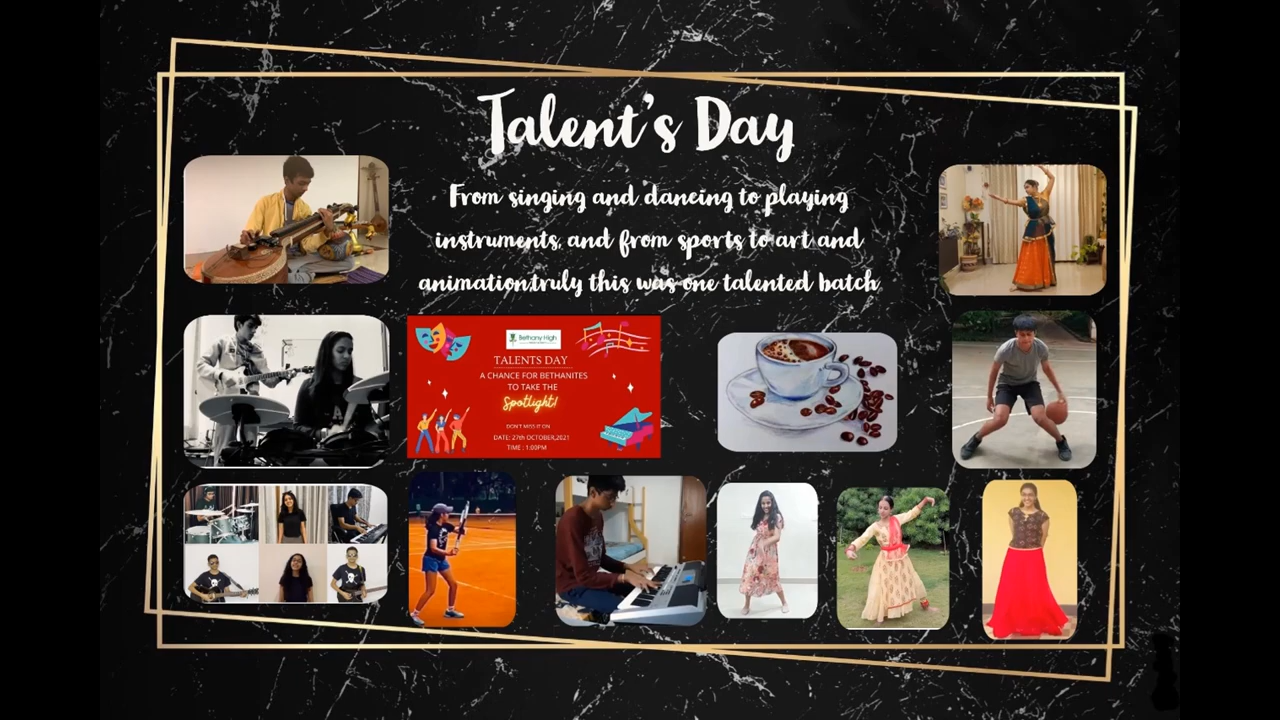 Talent's Day
From singing and dancing to playing
instruments, and from sports to art and
animation.truly this was one talented batch
Bethany High
TALENTS DAY
A CHANCE FOR BETHANITES
TO TAKE THE
Spotlight!
DON'T MISS IT ON
DATE: 27th OCTOBER,2021
TIME : 1:00PM